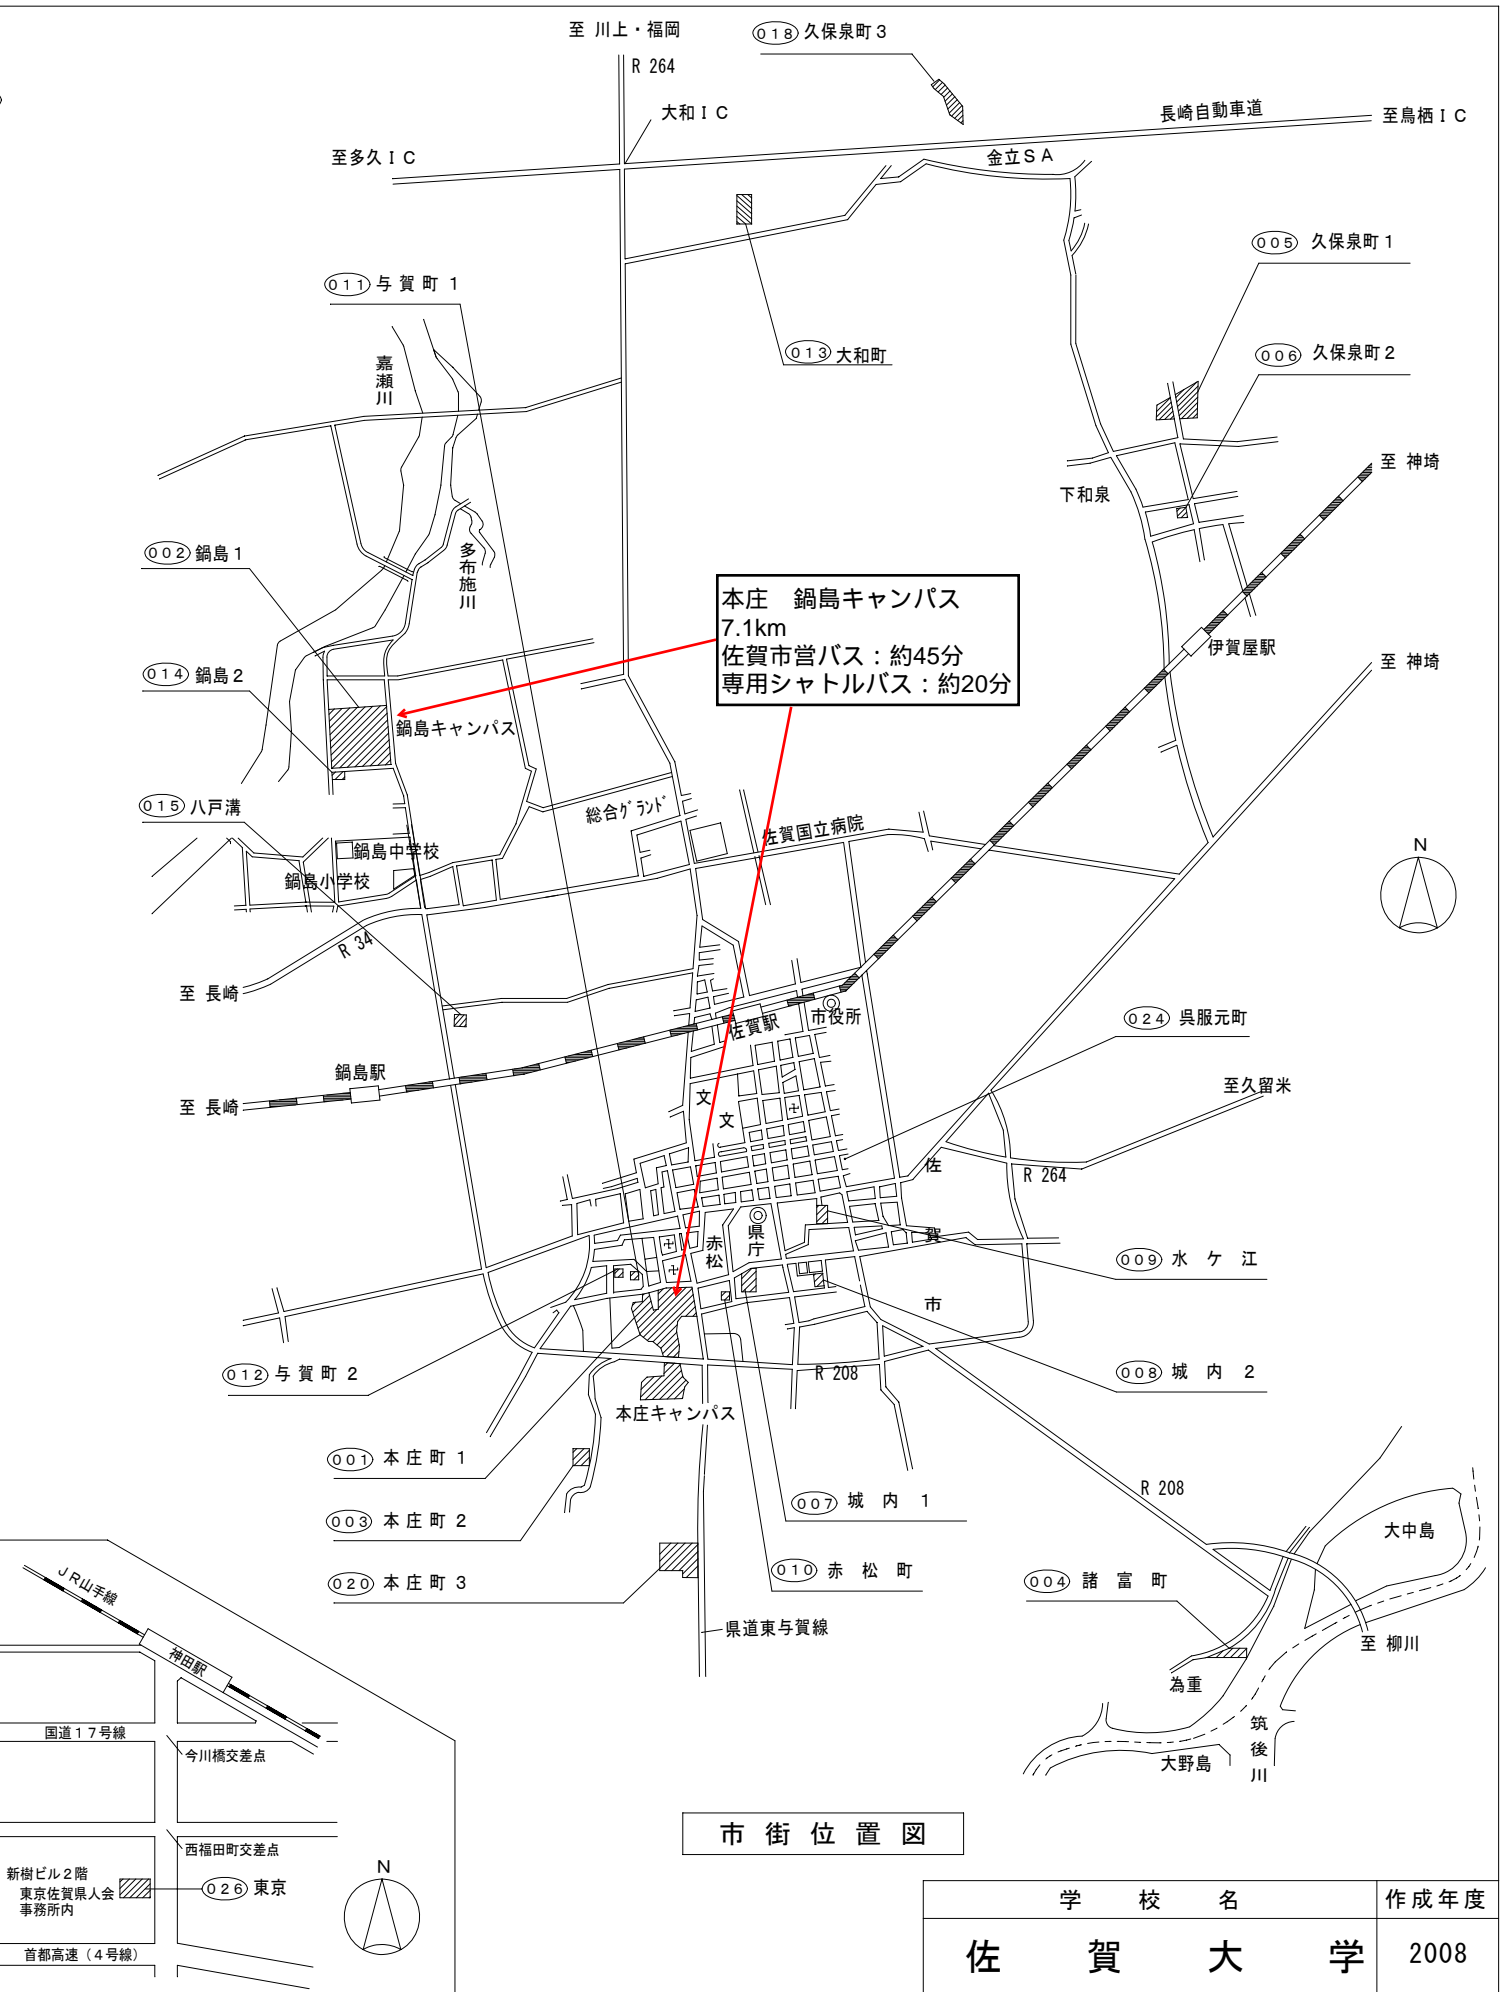 至 川上・福岡
018 久保泉町3
R 264
大和IC
長崎自動車道
至鳥栖IC
至多久IC
金立SA
005 久保泉町1
011 与賀町 1
013 大和町
006 久保泉町2
嘉瀬川
至 神埼
下和泉
002 鍋島1
多布施川
本庄　鍋島キャンパス
7.1km
佐賀市営バス：約45分
専用シャトルバス：約20分
伊賀屋駅
至 神埼
014 鍋島2
鍋島キャンパス
015 八戸溝
総合グランド
佐賀国立病院
鍋島中学校
鍋島小学校
N
R 34
至 長崎
佐賀駅
市役所
024 呉服元町
鍋島駅
至 長崎
至久留米
文
文
佐賀市
R 264
赤松
県庁
009 水ケ江
012 与賀町 2
R 208
008 城内 2
本庄キャンパス
001 本庄町 1
003 本庄町 2
007 城内 1
R 208
大中島
020 本庄町 3
010 赤松町
004 諸富町
県道東与賀線
至 柳川
為重
筑後川
大野島
JR山手線
神田駅
国道17号線
今川橋交差点
西福田町交差点
新樹ビル2階
東京佐賀県人会
事務所内
026 東京
N
首都高速（4号線）
市街位置図
学校名
作成年度
佐賀大学
2008